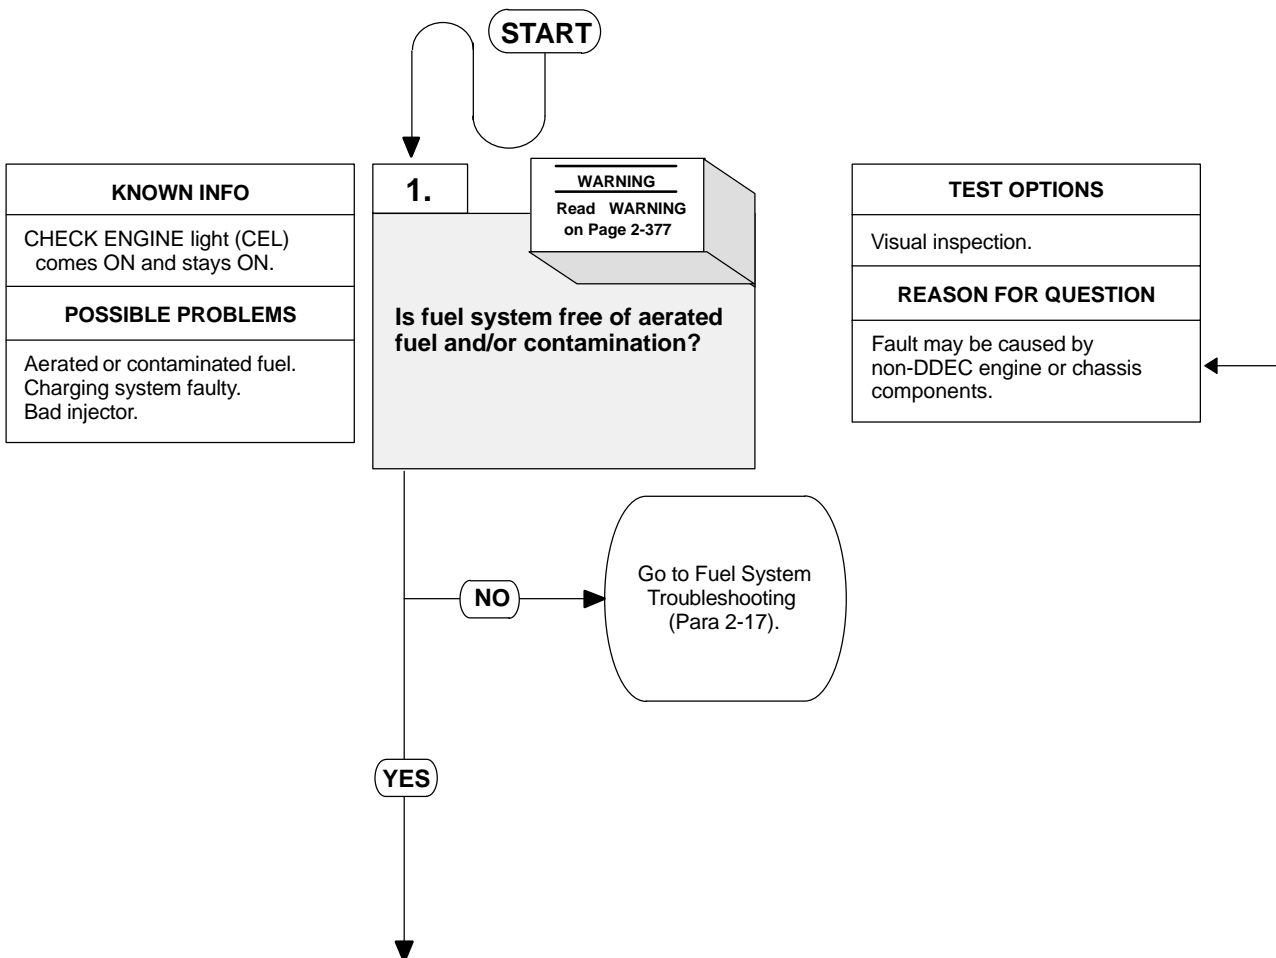 START
KNOWN INFO
CHECK ENGINE light (CEL)
comes ON and stays ON.
POSSIBLE PROBLEMS
Aerated or contaminated fuel.
Charging system faulty.
Bad injector.
1.
WARNING
Read WARNING
on Page 2-377
Is fuel system free of aerated
fuel and/or contamination?
TEST OPTIONS
Visual inspection.
REASON FOR QUESTION
Fault may be caused by
non-DDEC engine or chassis
components.
NO
Go to Fuel System
Troubleshooting
(Para 2-17).
YES